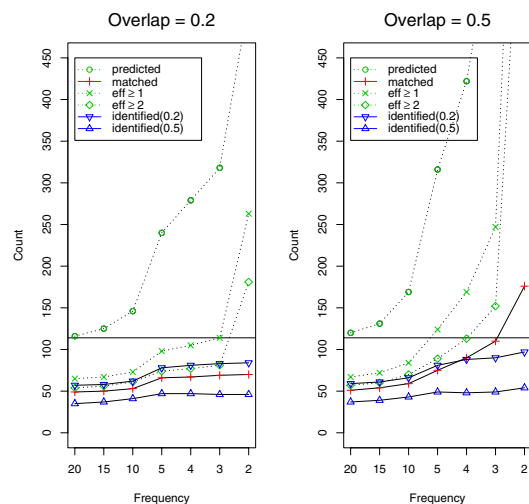 Overlap = 0.2
Count
0 50 100 150 200 250 300 350 400 450
predicted
matched
eff ≥ 1
eff ≥ 2
identified(0.2)
identified(0.5)
20 15 10 5 4 3 2
Frequency
Overlap = 0.5
Count
0 50 100 150 200 250 300 350 400 450
predicted
matched
eff ≥ 1
eff ≥ 2
identified(0.2)
identified(0.5)
20 15 10 5 4 3 2
Frequency